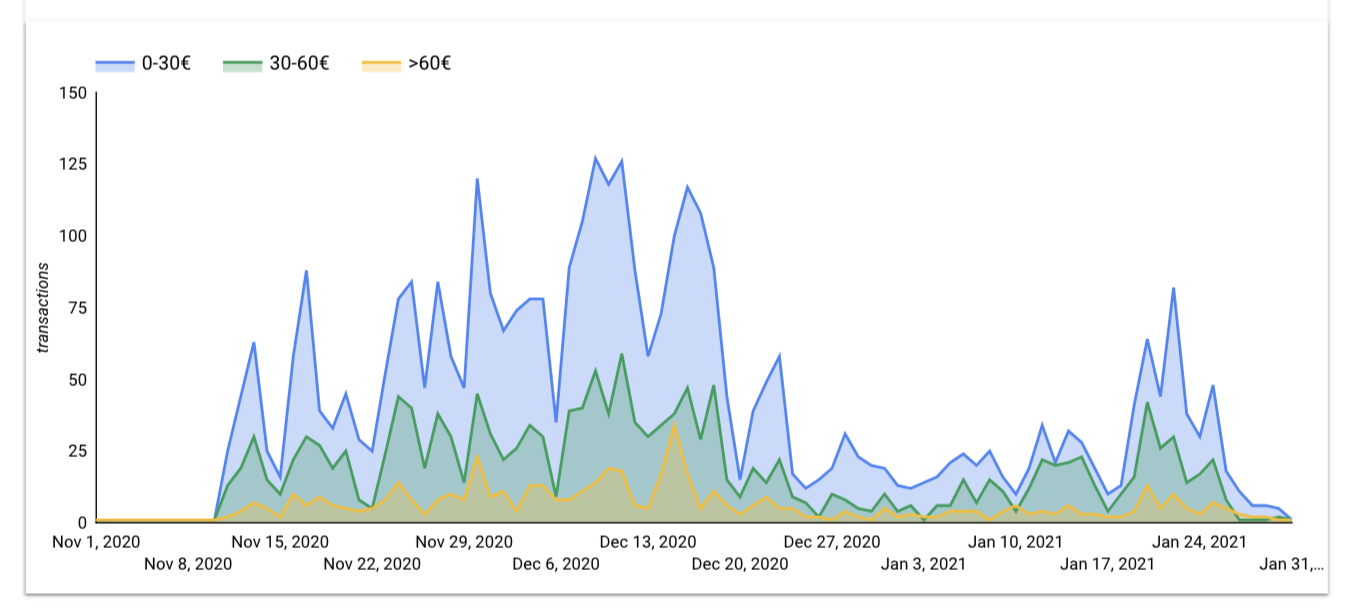 0-30€ 30-60€ >60€
150
125
100
75
50
25
0
transactions
Nov 1, 2020 Nov 15, 2020 Nov 29, 2020 Dec 13, 2020 Dec 27, 2020 Jan 10, 2021 Jan 24, 2021
Nov 8, 2020 Nov 22, 2020 Dec 6, 2020 Dec 20, 2020 Jan 3, 2021 Jan 17, 2021 Jan 31,...